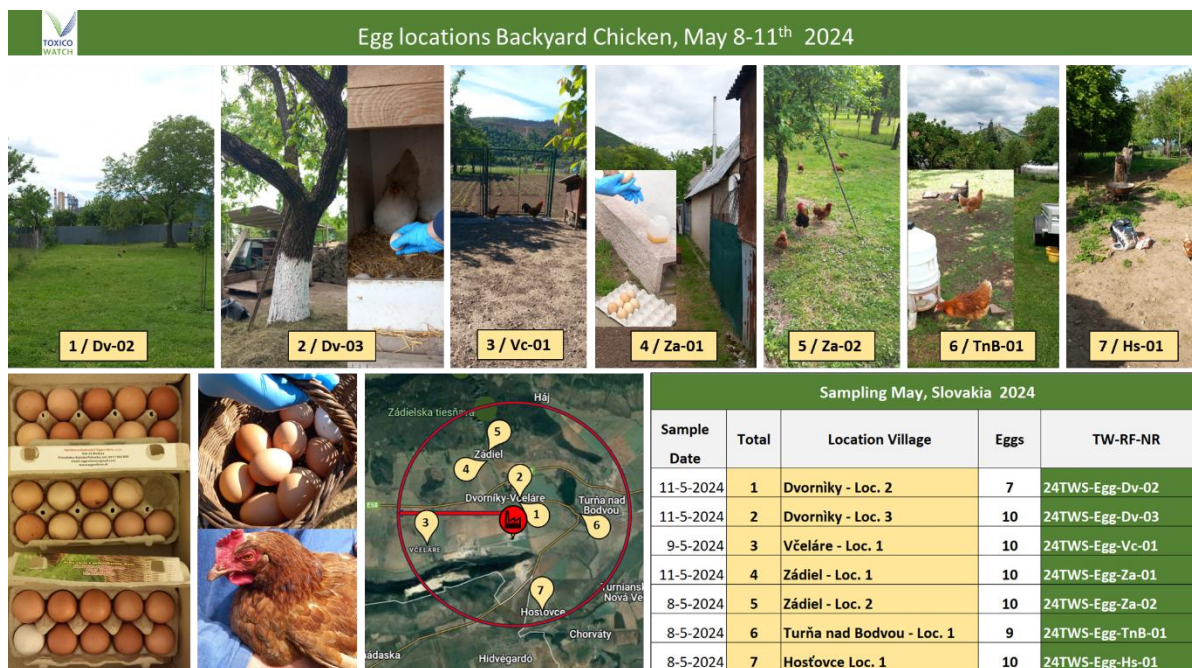 TOXICO
WATCH
Egg locations Backyard Chicken, May 8-11th 2024
1 / Dv-02
2 / Dv-03
3 / Vc-01
4 / Za-01
5 / Za-02
6 / TnB-01
7 / Hs-01
Háj
Zádielska tiesňava
5
Zádiel
4
2
Dvorníky-Včeláre
Turňa nad
Bodvou
E58
3
1
6
VČELÁRE
7
Hosťovce
Turnianska
Nová Ve
Chorváty
ádaska
Hidvégardó
Sampling May, Slovakia 2024
Sample Date Total Location Village Eggs TW-RF-NR
11-5-2024 1 Dvorniky - Loc. 2 7 24TWS-Egg-Dv-02
11-5-2024 2 Dvorniky - Loc. 3 10 24TWS-Egg-Dv-03
9-5-2024 3 Včeláre - Loc. 1 10 24TWS-Egg-Vc-01
11-5-2024 4 Zádiel - Loc. 1 10 24TWS-Egg-Za-01
8-5-2024 5 Zádiel - Loc. 2 10 24TWS-Egg-Za-02
8-5-2024 6 Turňa nad Bodvou - Loc. 1 9 24TWS-Egg-TnB-01
8-5-2024 7 Hosťovce Loc. 1 10 24TWS-Egg-Hs-01